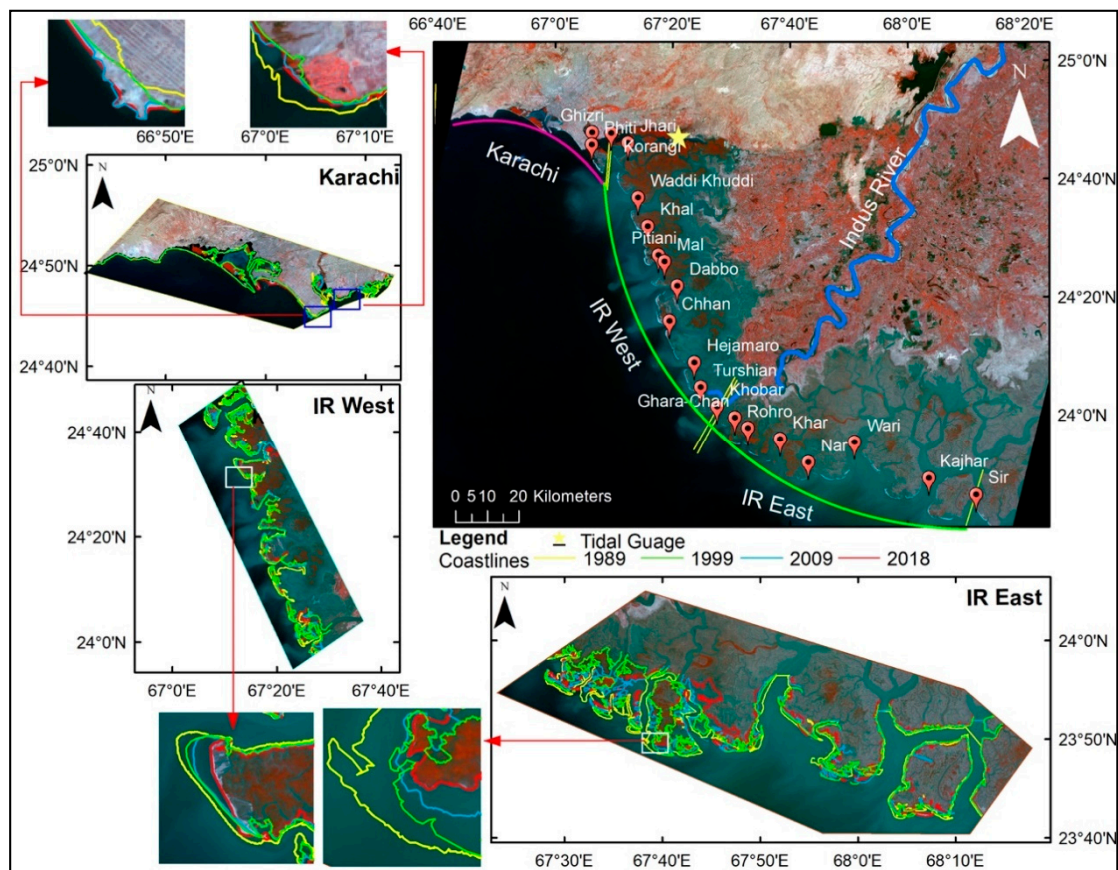 66°40'E 67°0'E 67°20'E 67°40'E 68°0'E 68°20'E
66°50'E
67°0'E 67°10'E
25°0'N
24°50'N
24°40'N
N
Karachi
N
25°0'N
24°40'N
24°20'N
24°0'N
Ghizri
Phiti Jhari
Korangi
Karachi
Waddi Khuddi
Khal
Pitiani
Mal
Dabbo
Chhan
Indus River
IR West
Hejamaro
Turshian
Khobar
Ghara-Chan
Rohro
Khar
Nar
Wari
Kajhar
Sir
IR East
0 5 10 20 Kilometers
Legend
Tidal Guage
Coastlines 1989 1999 2009 2018
N
IR West
24°40'N
24°20'N
24°0'N
67°0'E 67°20'E 67°40'E
N
IR East
24°0'N
23°50'N
23°40'N
67°30'E 67°40'E 67°50'E 68°0'E 68°10'E